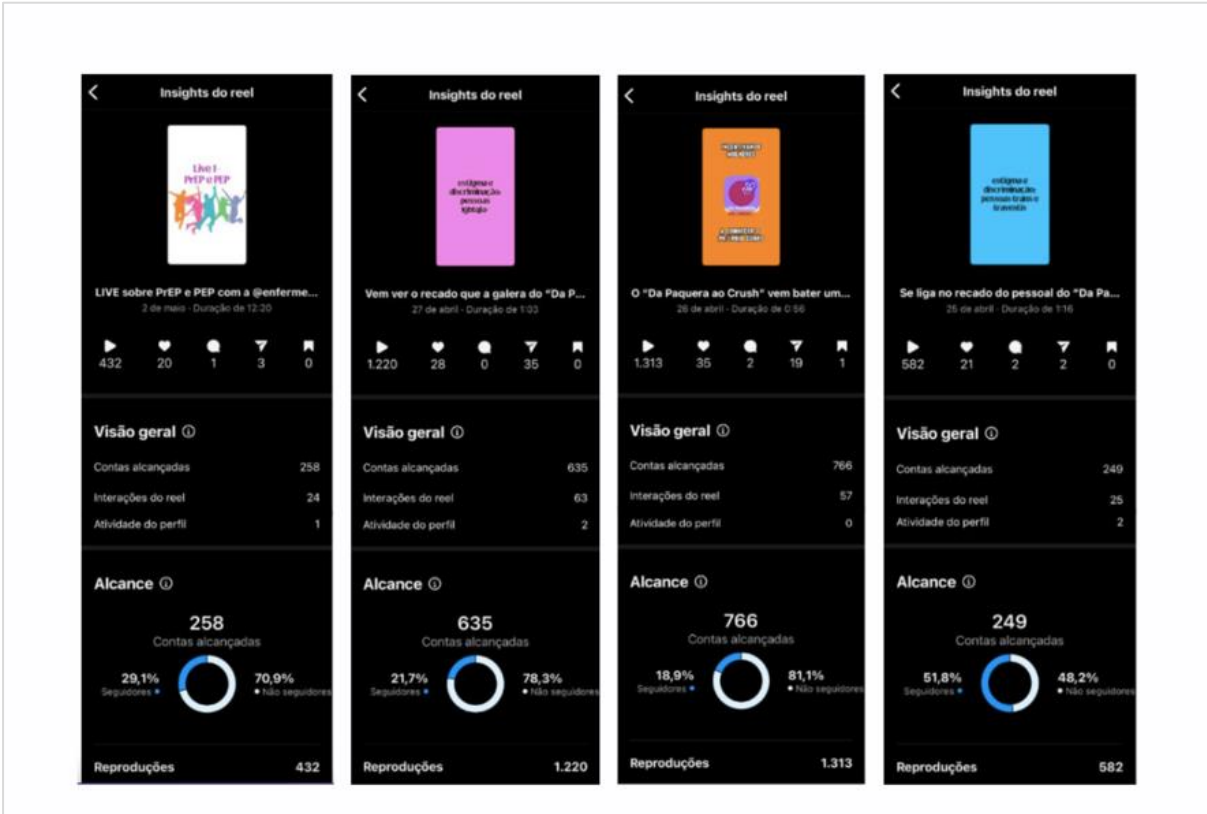 Insights do reel
Live 1
PrEP e PEP
LIVE sobre PrEP e PEP com a @enferme...
2 de maio · Duração de 12:20
432 20 1 3 0
Visão geral
Contas alcançadas 258
Interações do reel 24
Atividade do perfil 1
Alcance
258
Contas alcançadas
29,1% 70,9%
Seguidores Não seguidores
Reproduções 432
Insights do reel
estigma e
discriminação:
pessoas
lgbtqia+
Vem ver o recado que a galera do "Da P...
27 de abril · Duração de 1:03
1.220 28 0 35 0
Visão geral
Contas alcançadas 635
Interações do reel 63
Atividade do perfil 2
Alcance
635
Contas alcançadas
21,7% 78,3%
Seguidores Não seguidores
Reproduções 1.220
Insights do reel
O "Da Paquera ao Crush" vem bater um...
26 de abril · Duração de 0:56
1.313 35 2 19 1
Visão geral
Contas alcançadas 766
Interações do reel 57
Atividade do perfil 0
Alcance
766
Contas alcançadas
18,9% 81,1%
Seguidores Não seguidores
Reproduções 1.313
Insights do reel
estigma e
discriminação:
pessoas trans e
travestis
Se liga no recado do pessoal do "Da Pa...
25 de abril · Duração de 1:16
582 21 2 2 0
Visão geral
Contas alcançadas 249
Interações do reel 25
Atividade do perfil 2
Alcance
249
Contas alcançadas
51,8% 48,2%
Seguidores Não seguidores
Reproduções 582